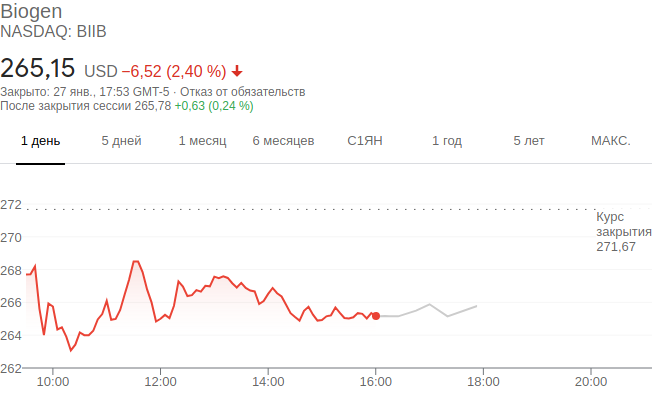 Biogen
NASDAQ: BIIB
265,15 USD −6,52 (2,40 %)
Закрыто: 27 янв., 17:53 GMT-5 · Отказ от обязательств
После закрытия сессии 265,78 +0,63 (0,24 %)
1 день 5 дней 1 месяц 6 месяцев С1ЯН 1 год 5 лет МАКС.
272
Курс
закрытия
271,67
270
268
266
264
262
10:00 12:00 14:00 16:00 18:00 20:00